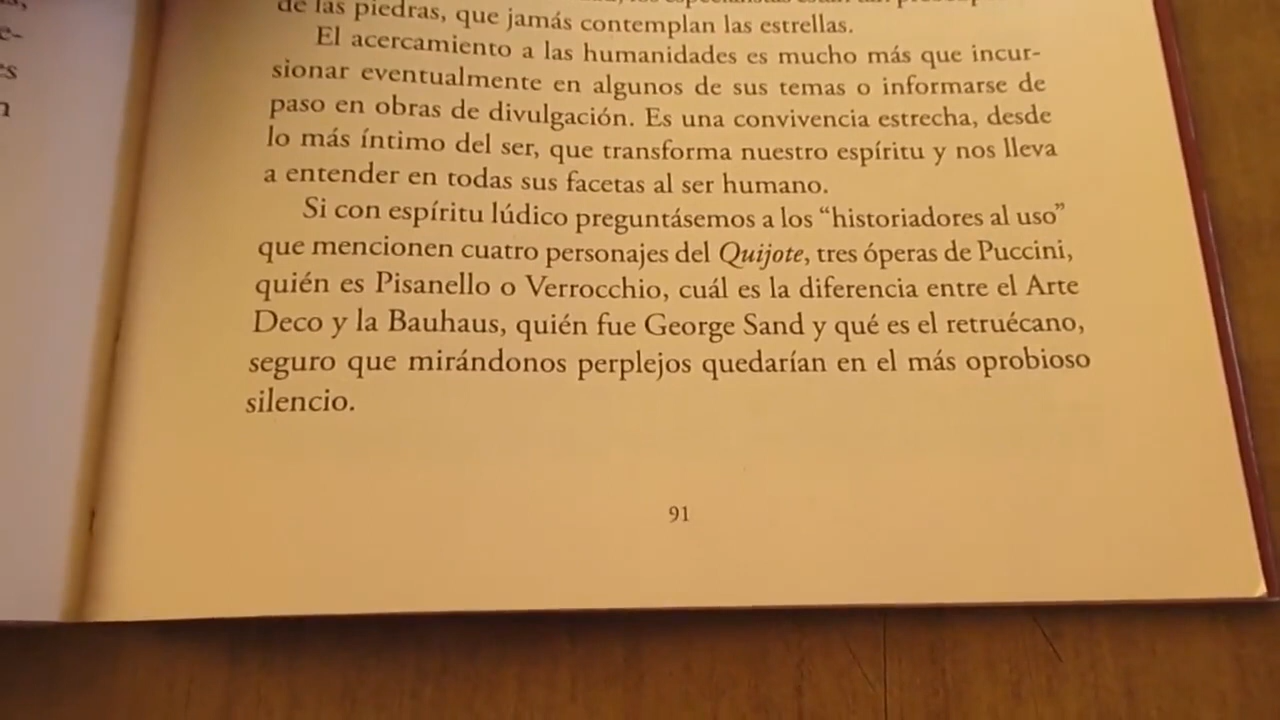 de las piedras, que jamás contemplan las estrellas.
El acercamiento a las humanidades es mucho más que incur-
sionar eventualmente en algunos de sus temas o informarse de
paso en obras de divulgación. Es una convivencia estrecha, desde
lo más íntimo del ser, que transforma nuestro espíritu y nos lleva
a entender en todas sus facetas al ser humano.
Si con espíritu lúdico preguntásemos a los “historiadores al uso”
que mencionen cuatro personajes del Quijote, tres óperas de Puccini,
quién es Pisanello o Verrocchio, cuál es la diferencia entre el Arte
Deco y la Bauhaus, quién fue George Sand y qué es el retruécano,
seguro que mirándonos perplejos quedarían en el más oprobioso
silencio.
91